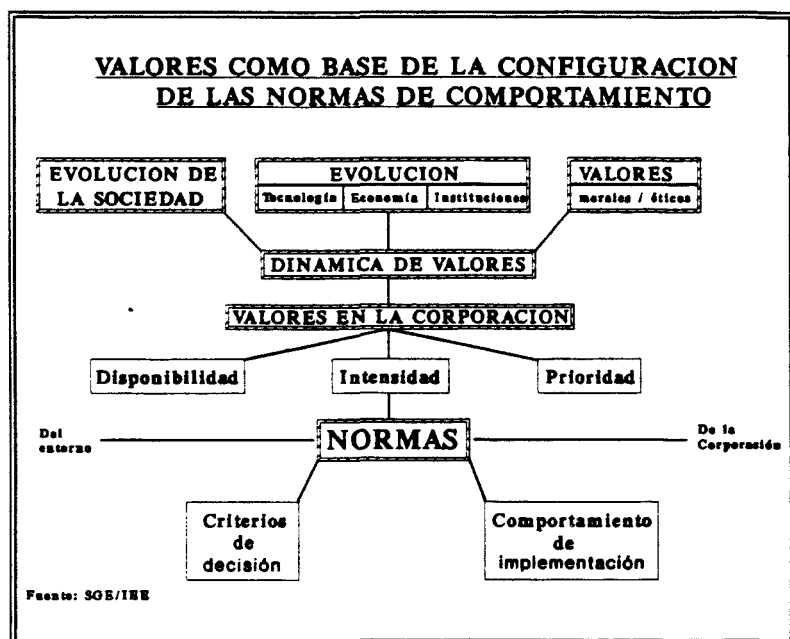 VALORES COMO BASE DE LA CONFIGURACION
DE LAS NORMAS DE COMPORTAMIENTO
EVOLUCION DE
LA SOCIEDAD
EVOLUCION
Tecnología Economía Instituciones
VALORES
morales / éticos
DINAMICA DE VALORES
VALORES EN LA CORPORACION
Disponibilidad Intensidad Prioridad
Del
entorno
NORMAS
De la
Corporación
Criterios
de
decisión
Comportamiento
de
implementación
Fuente: SGE/IEE